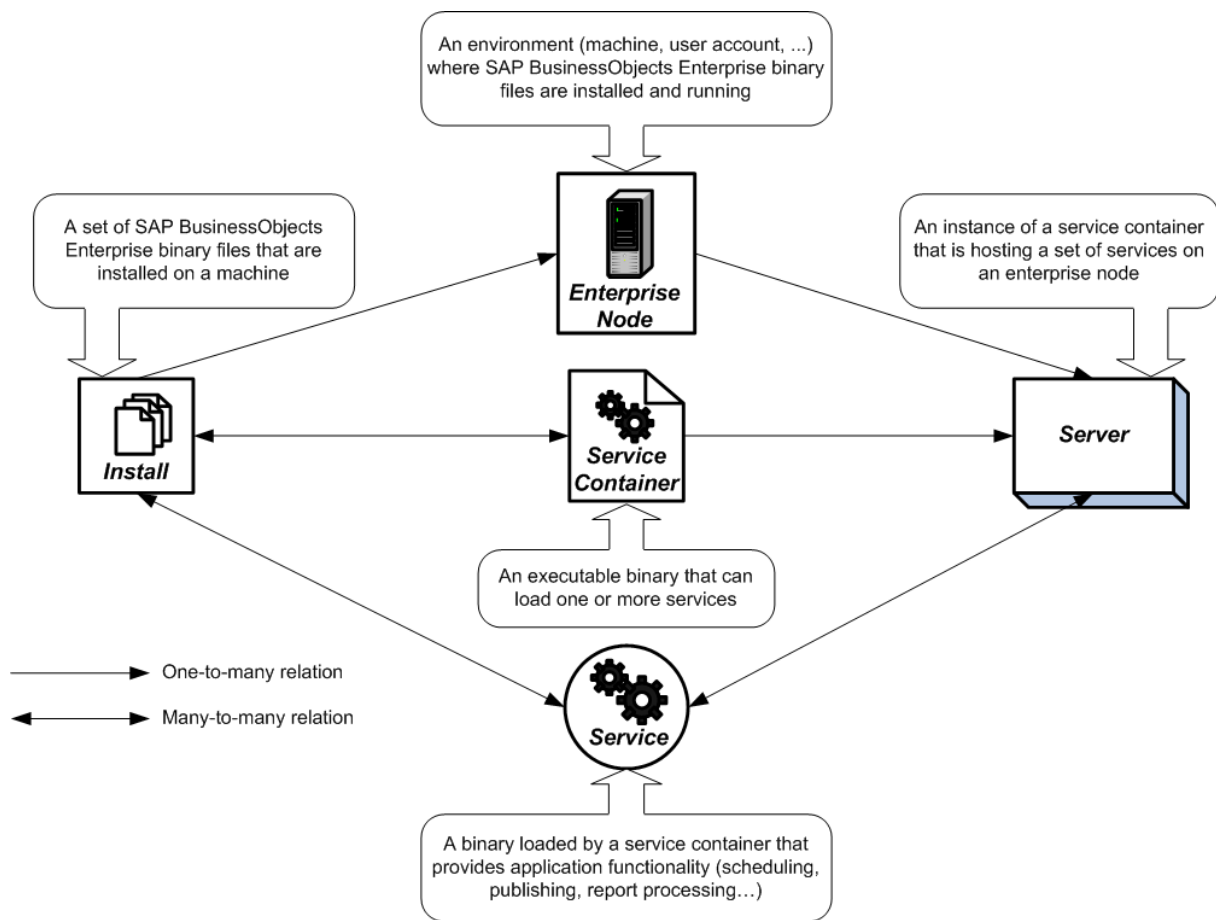 An environment (machine, user account, ...)
where SAP BusinessObjects Enterprise binary
files are installed and running
A set of SAP BusinessObjects
Enterprise binary files that are
installed on a machine
An instance of a service container
that is hosting a set of services on
an enterprise node
Enterprise
Node
Install
Service
Container
Server
An executable binary that can
load one or more services
One-to-many relation
Many-to-many relation
Service
A binary loaded by a service container that
provides application functionality (scheduling,
publishing, report processing…)